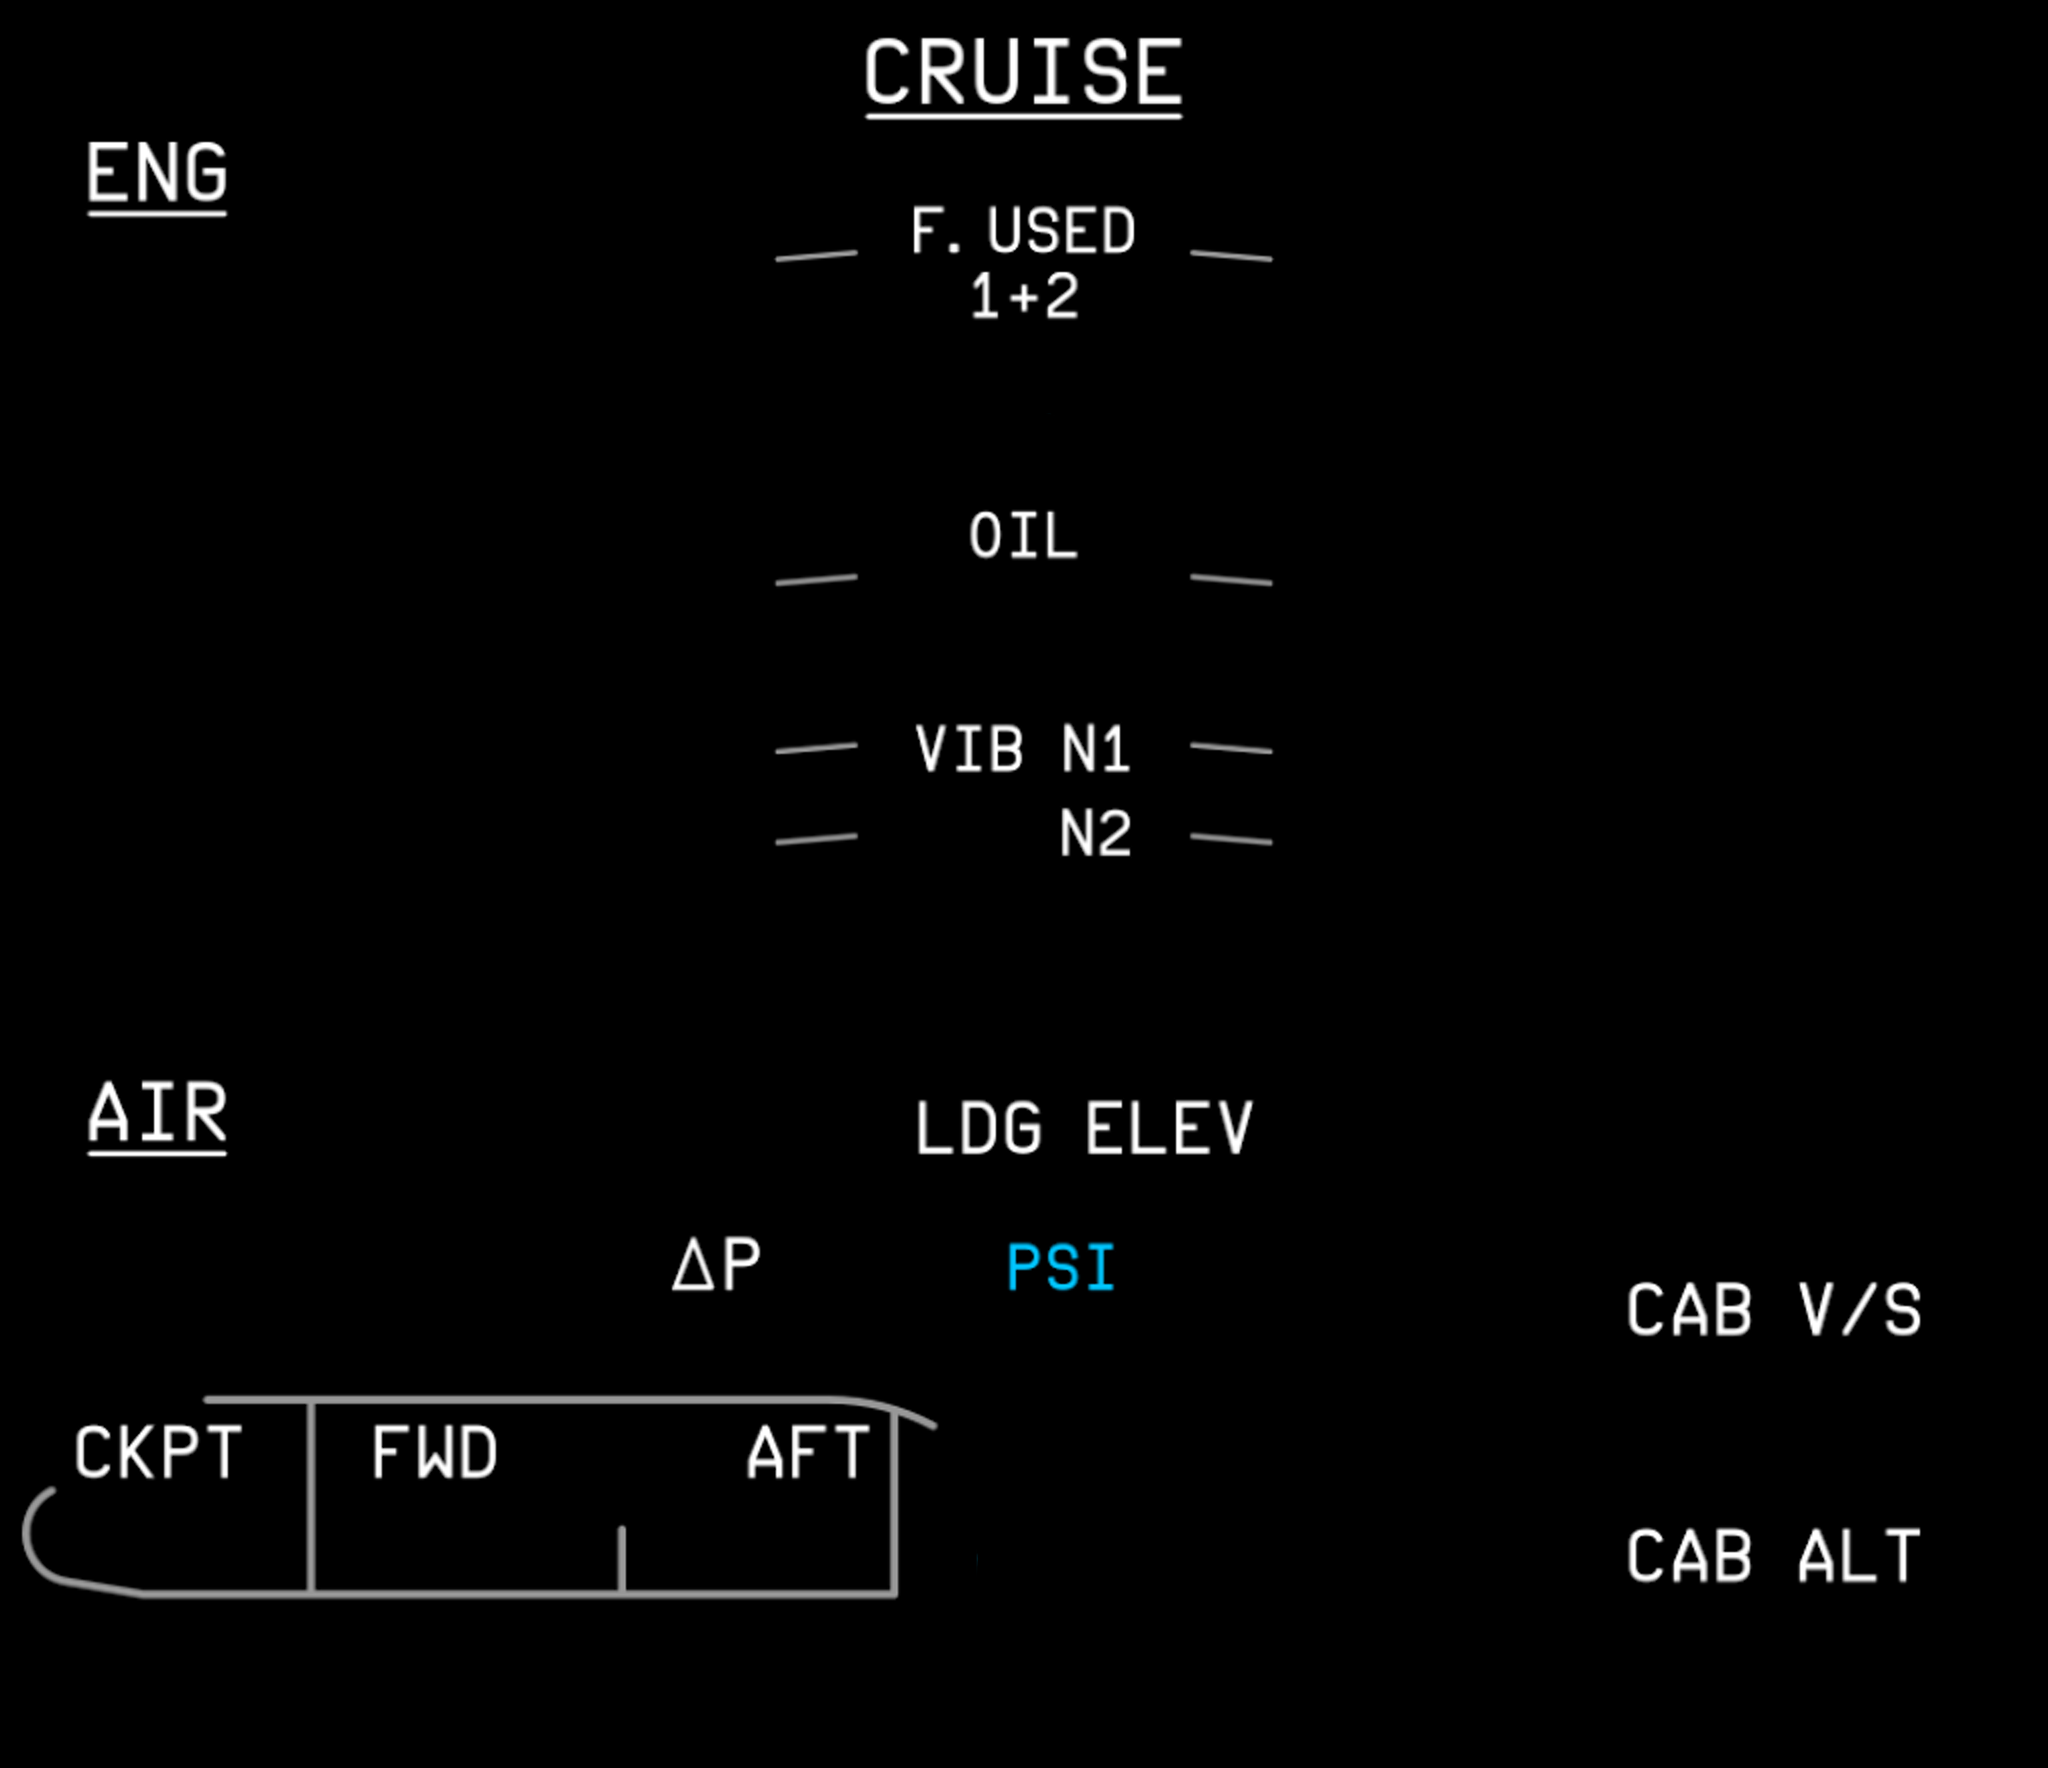 CRUISE
ENG
F. USED
1+2
OIL
VIB N1
N2
AIR
LDG ELEV
ΔP PSI
CAB V/S
CKPT FWD AFT
CAB ALT